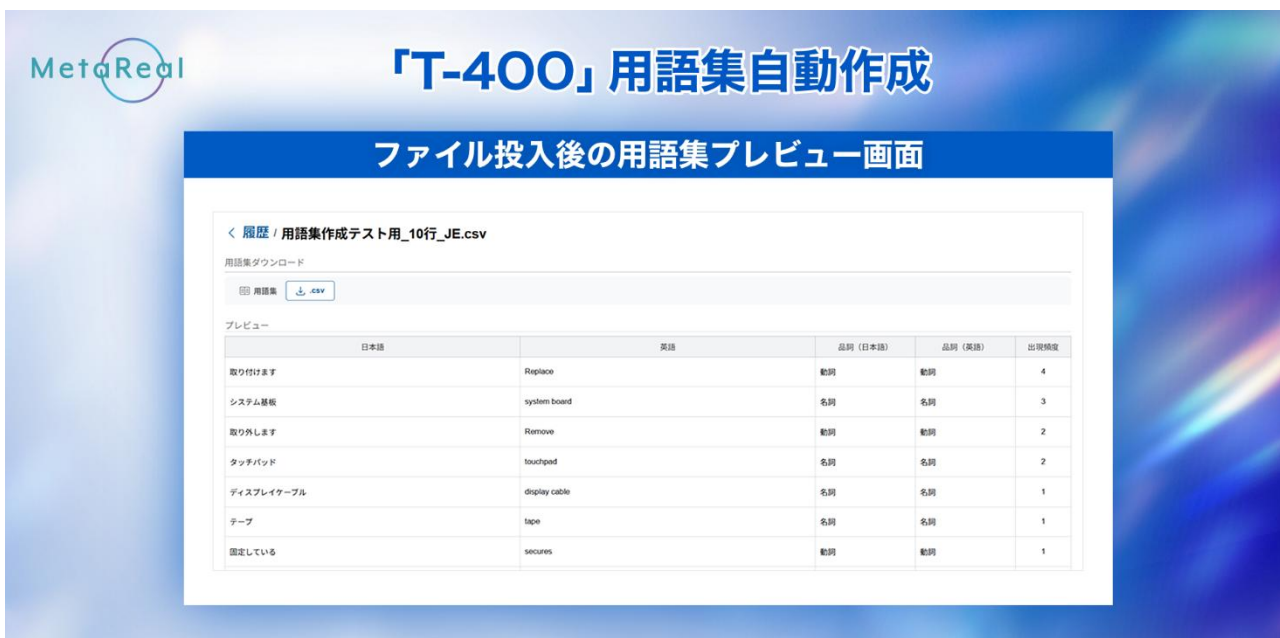 MetaReal
「T-400」用語集自動作成
ファイル投入後の用語集プレビュー画面
< 履歴 / 用語集作成テスト用_10行_JE.csv
用語集ダウンロード
用語集 .csv
プレビュー
日本語 英語 品詞（日本語） 品詞（英語） 出現頻度
取り付けます Replace 動詞 動詞 4
システム基板 system board 名詞 名詞 3
取り外します Remove 動詞 動詞 2
タッチパッド touchpad 名詞 名詞 2
ディスプレイケーブル display cable 名詞 名詞 1
テープ tape 名詞 名詞 1
固定している secures 動詞 動詞 1